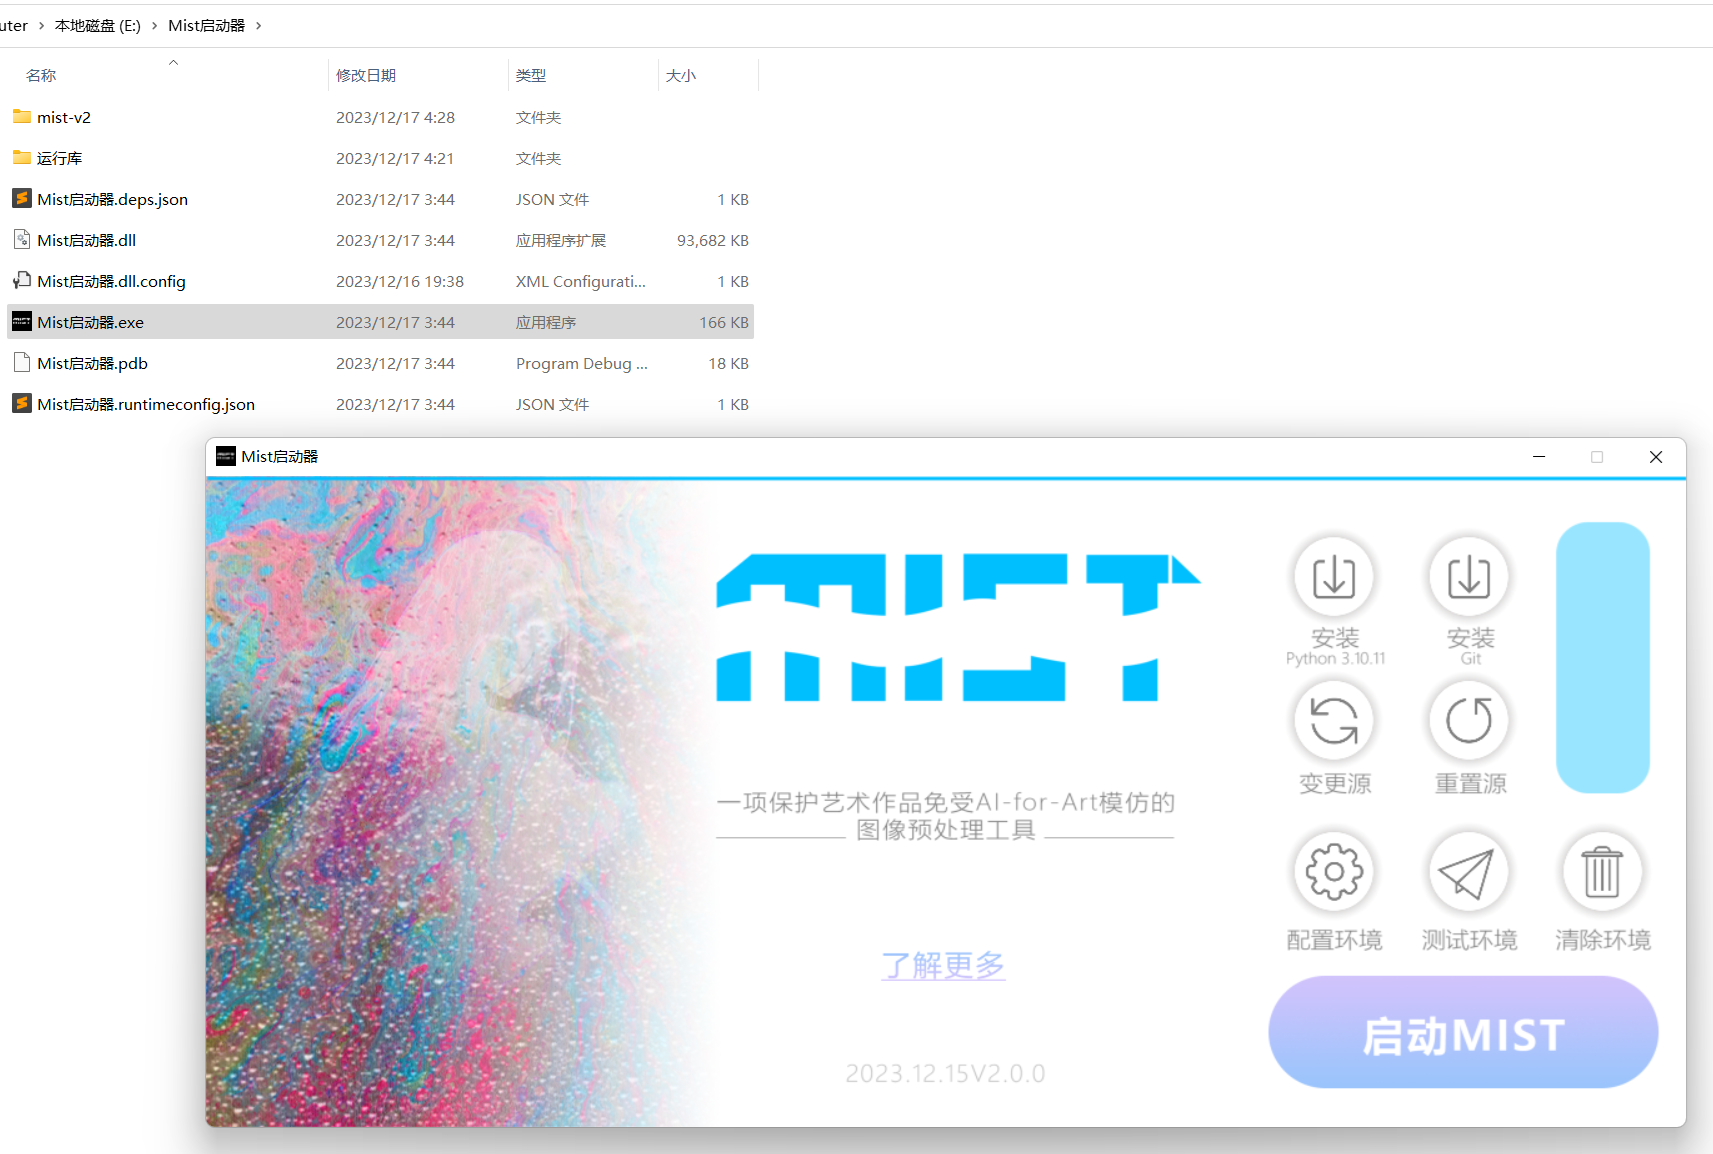 uter > 本地磁盘 (E:) > Mist启动器 >
名称 修改日期 类型 大小
mist-v2 2023/12/17 4:28 文件夹
运行库 2023/12/17 4:21 文件夹
Mist启动器.deps.json 2023/12/17 3:44 JSON 文件 1 KB
Mist启动器.dll 2023/12/17 3:44 应用程序扩展 93,682 KB
Mist启动器.dll.config 2023/12/16 19:38 XML Configurati... 1 KB
Mist启动器.exe 2023/12/17 3:44 应用程序 166 KB
Mist启动器.pdb 2023/12/17 3:44 Program Debug ... 18 KB
Mist启动器.runtimeconfig.json 2023/12/17 3:44 JSON 文件 1 KB
Mist启动器
MIST
一项保护艺术作品免受AI-for-Art模仿的
图像预处理工具
了解更多
2023.12.15V2.0.0
安装
Python 3.10.11
安装
Git
变更源
重置源
配置环境
测试环境
清除环境
启动MIST